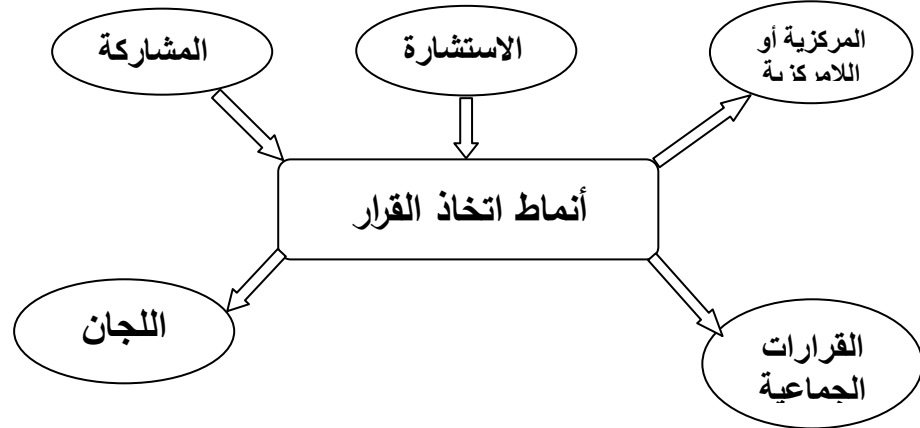 المركزية أو
اللامركزية
الاستشارة
المشاركة
أنماط اتخاذ القرار
القرارات
الجماعية
اللجان